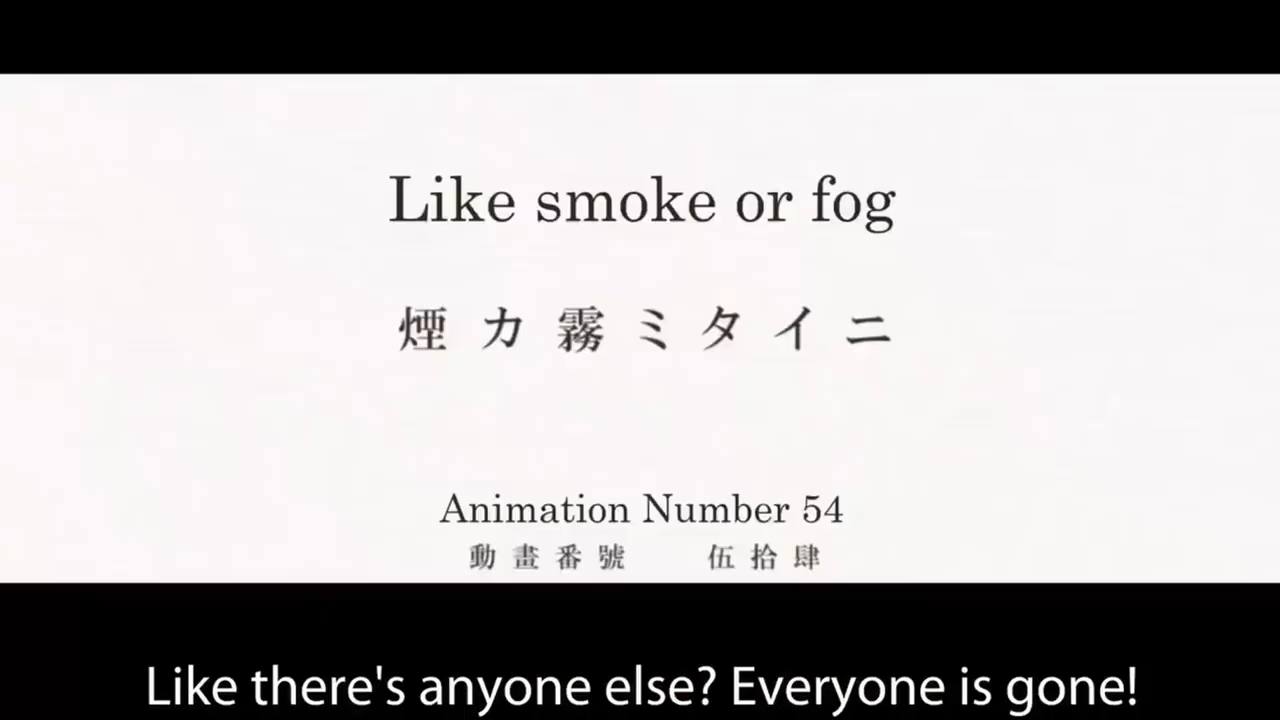 Like smoke or fog
煙カ霧ミタイニ
Animation Number 54
動畫番號 伍拾肆
Like there's anyone else? Everyone is gone!